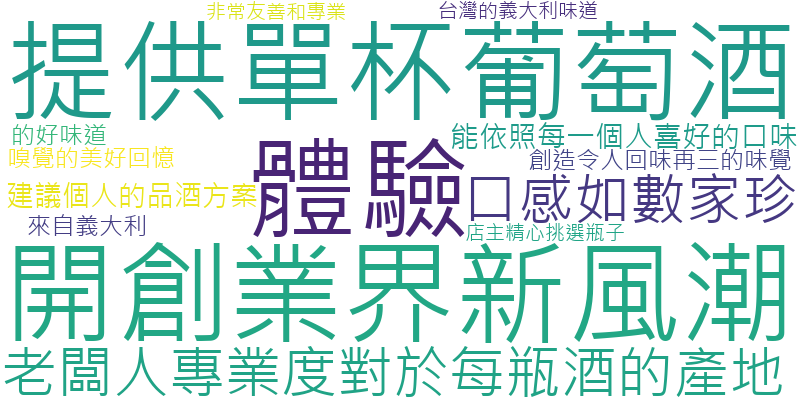 非常友善和專業
台灣的義大利味道
提供單杯葡萄酒
的好味道
能依照每一個人喜好的口味
嗅覺的美好回憶
體驗
創造令人回味再三的味覺
建議個人的品酒方案
口感如數家珍
來自義大利
店主精心挑選瓶子
開創業界新風潮
老闆人專業度對於每瓶酒的產地